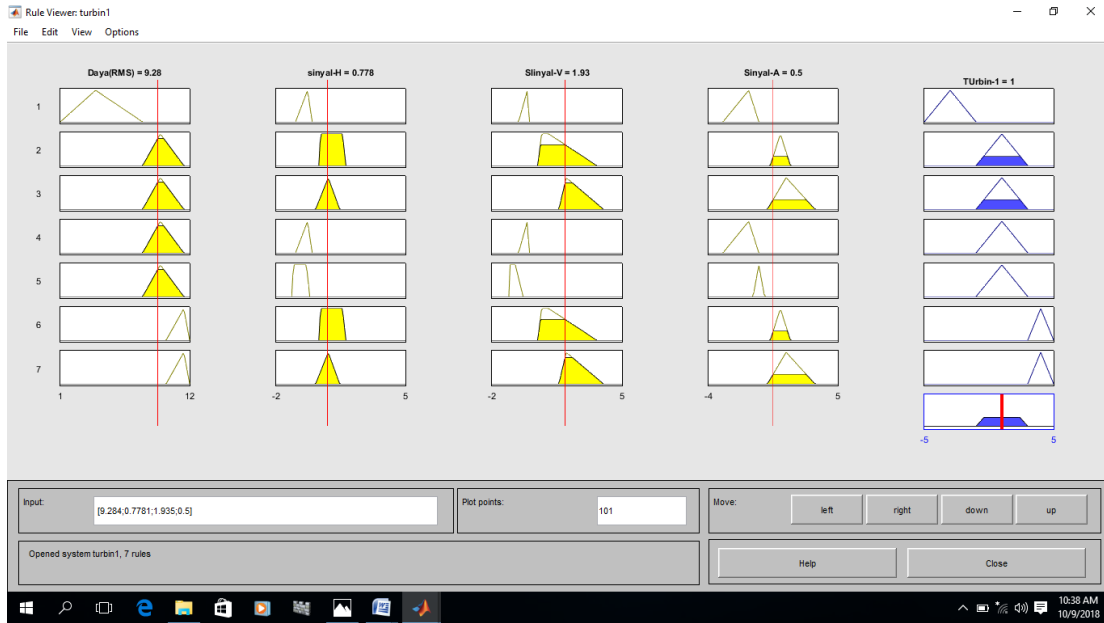 Rule Viewer: turbin1
File Edit View Options
Daya(RMS) = 9.28
sinyal-H = 0.778
SIinyal-V = 1.93
Sinyal-A = 0.5
TUrbin-1 = 1
1
2
3
4
5
6
7
1 12
-2 5
-2 5
-4 5
-5 5
Input:
[9.284;0.7781;1.935;0.5]
Plot points:
101
Move:
left
right
down
up
Opened system turbin1, 7 rules
Help
Close
10:38 AM
10/9/2018